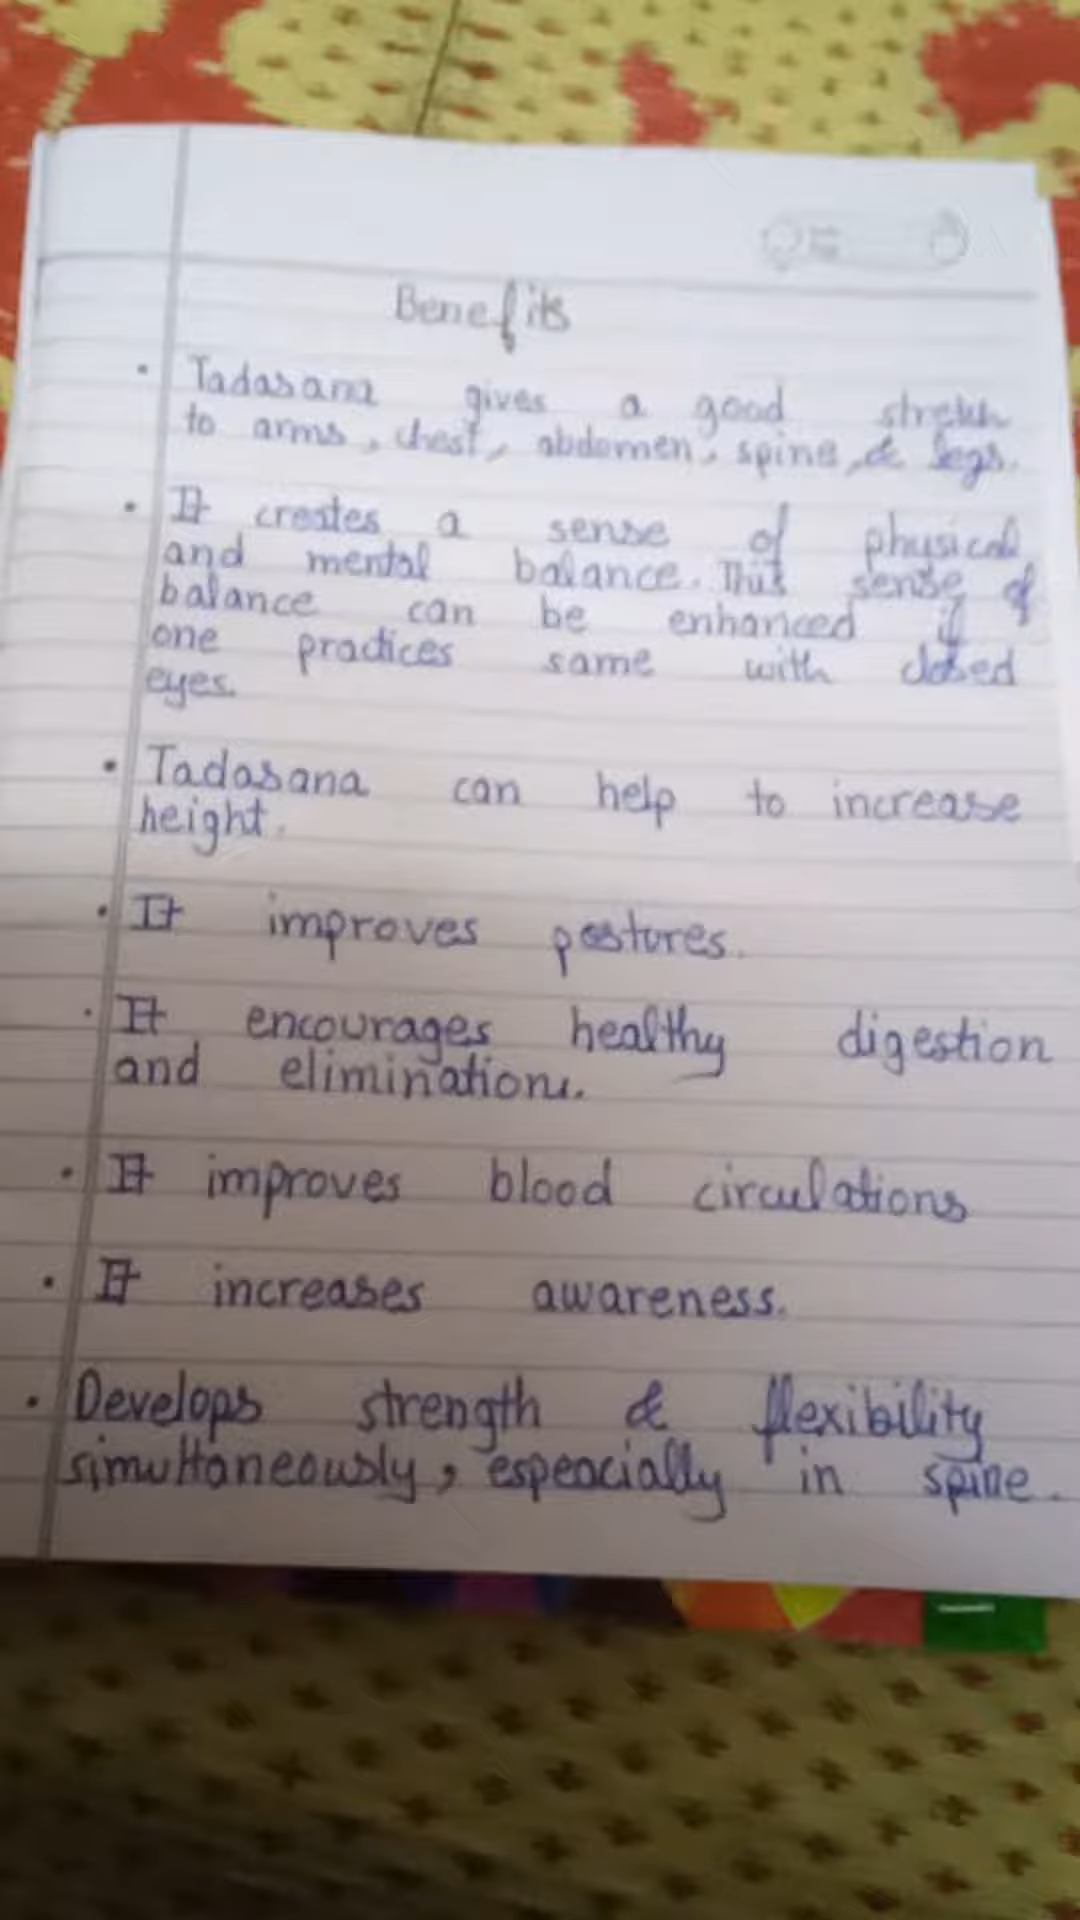 Benefits
• Tadasana gives a good stretch
to arms, chest, abdomen, spine, & legs.
• It creates a sense of physical
and mental balance. This sense of
balance can be enhanced if
one practices same with closed
eyes.
• Tadasana can help to increase
height.
• It improves postures.
• It encourages healthy digestion
and eliminations.
• It improves blood circulations
• It increases awareness.
• Develops strength & flexibility
simultaneously, espeacially in spine.